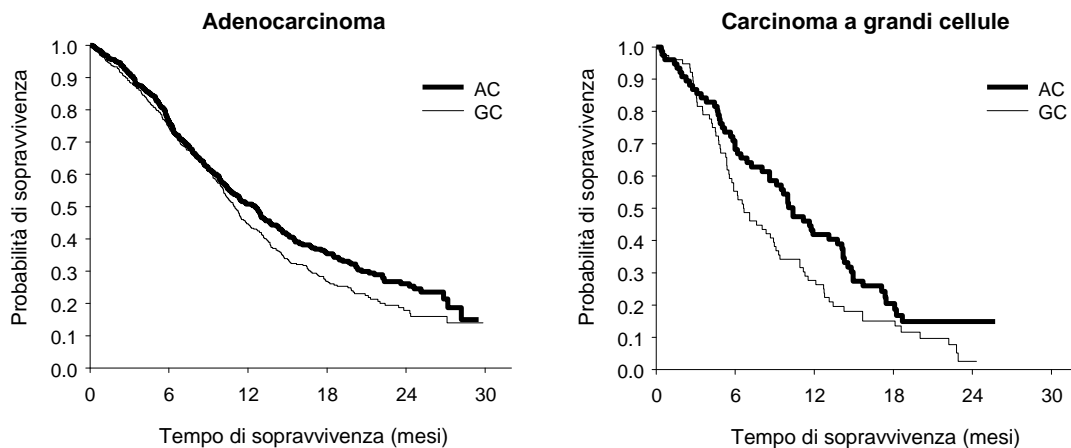 Adenocarcinoma
Probabilità di sopravvivenza
1.0
0.9
0.8
0.7
0.6
0.5
0.4
0.3
0.2
0.1
0.0
AC
GC
0 6 12 18 24 30
Tempo di sopravvivenza (mesi)
Carcinoma a grandi cellule
Probabilità di sopravvivenza
1.0
0.9
0.8
0.7
0.6
0.5
0.4
0.3
0.2
0.1
0.0
AC
GC
0 6 12 18 24 30
Tempo di sopravvivenza (mesi)